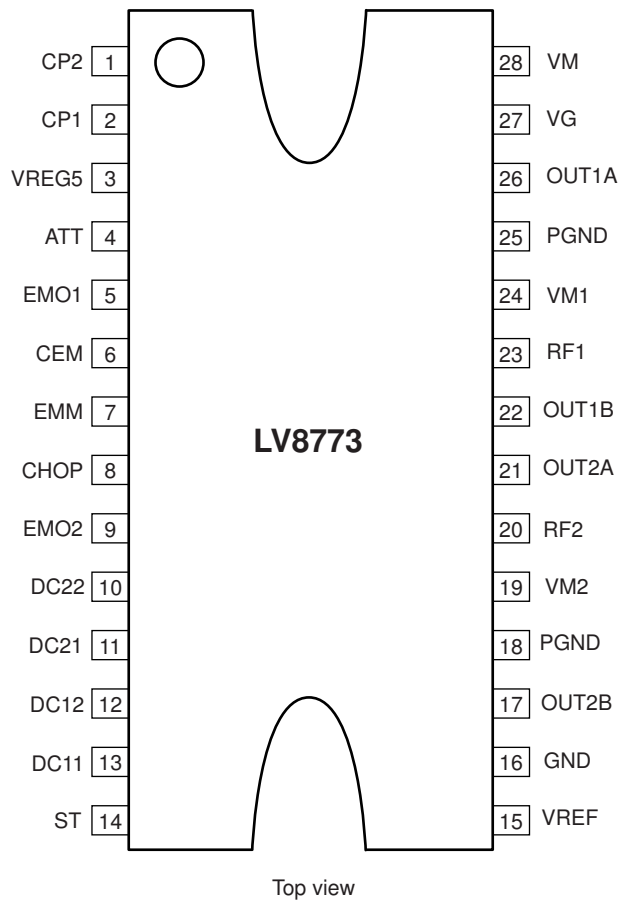 CP2 1 28 VM
CP1 2 27 VG
VREG5 3 26 OUT1A
ATT 4 25 PGND
EMO1 5 24 VM1
CEM 6 23 RF1
EMM 7 22 OUT1B
LV8773
CHOP 8 21 OUT2A
EMO2 9 20 RF2
DC22 10 19 VM2
DC21 11 18 PGND
DC12 12 17 OUT2B
DC11 13 16 GND
ST 14 15 VREF
Top view